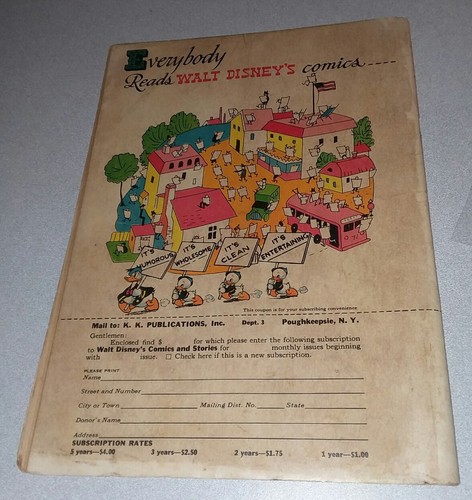 Everybody
Reads WALT DISNEY'S comics
IT'S HUMOROUS
IT'S WHOLESOME
IT'S CLEAN
IT'S ENTERTAINING
This coupon is for your subscribing convenience
Mail to: K. K. PUBLICATIONS, Inc. Dept. 3 Poughkeepsie, N. Y.
Gentlemen:
Enclosed find $ for which please enter the following subscription
to Walt Disney's Comics and Stories for monthly issues beginning
with issue. □ Check here if this is a new subscription.
PLEASE PRINT
Name
Street and Number
City or Town Mailing Dist. No. State
Donor's Name
Address
SUBSCRIPTION RATES
5 years—$4.00 3 years—$2.50 2 years—$1.75 1 year—$1.00